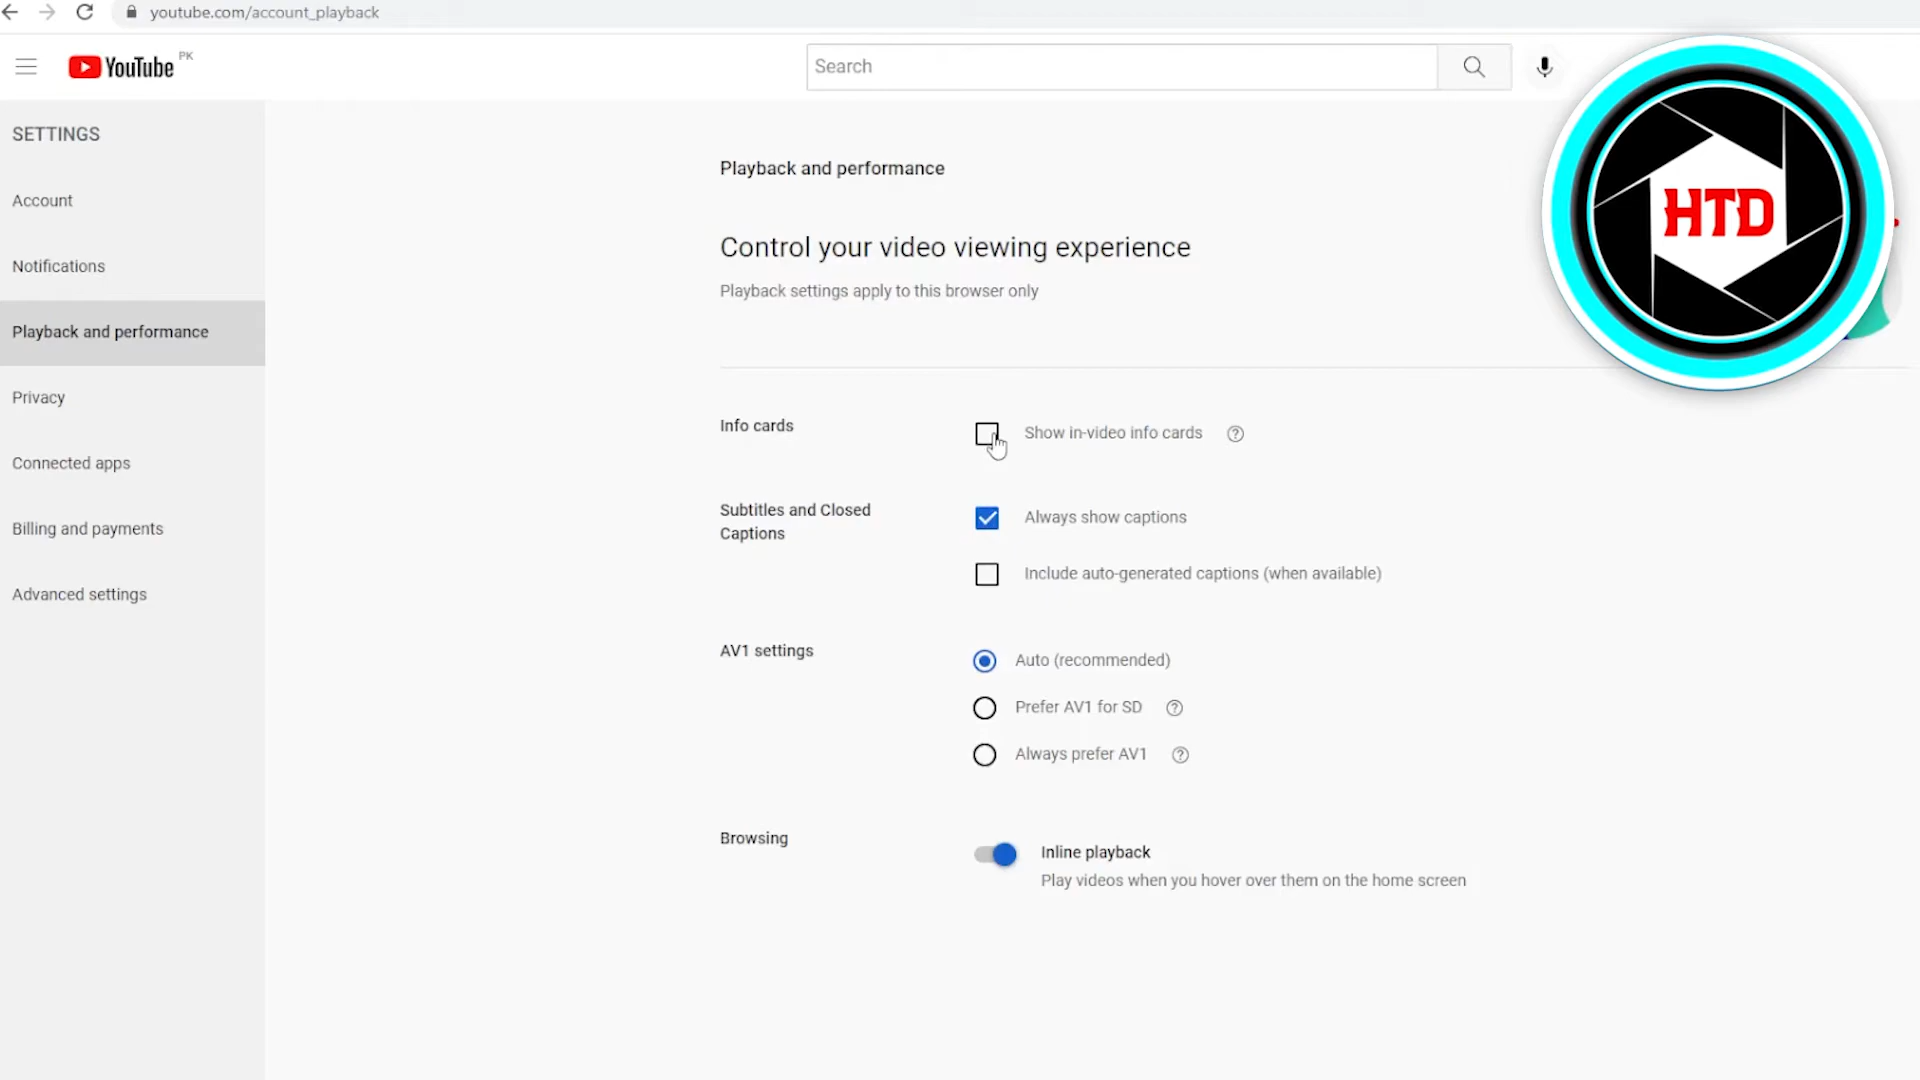 youtube.com/account_playback
YouTube PK
Search
SETTINGS
Account
Notifications
Playback and performance
Privacy
Connected apps
Billing and payments
Advanced settings
Playback and performance
Control your video viewing experience
Playback settings apply to this browser only
Info cards
Show in-video info cards
Subtitles and Closed
Captions
Always show captions
Include auto-generated captions (when available)
AV1 settings
Auto (recommended)
Prefer AV1 for SD
Always prefer AV1
Browsing
Inline playback
Play videos when you hover over them on the home screen
HTD